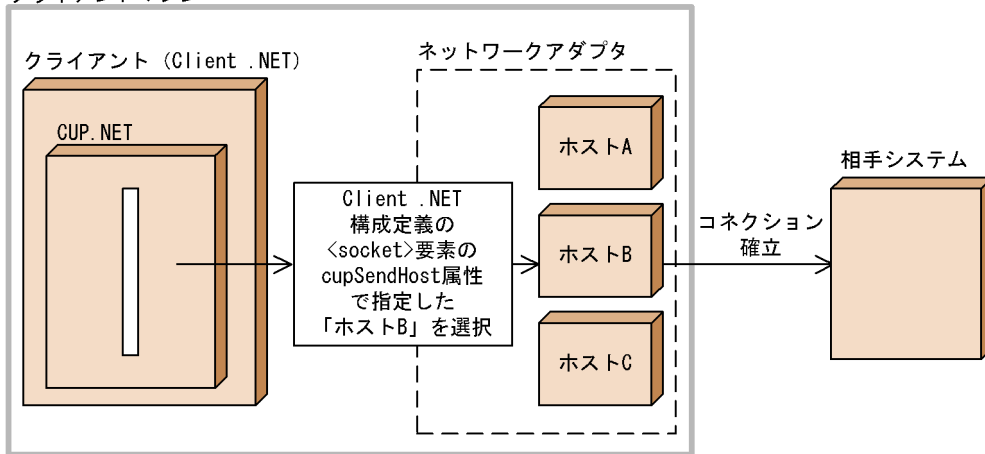 クライアント（Client .NET）
CUP.NET
Client .NET
構成定義の
<socket>要素の
cupSendHost属性
で指定した
「ホストB」を選択
ネットワークアダプタ
ホストA
ホストB
ホストC
コネクション
確立
相手システム